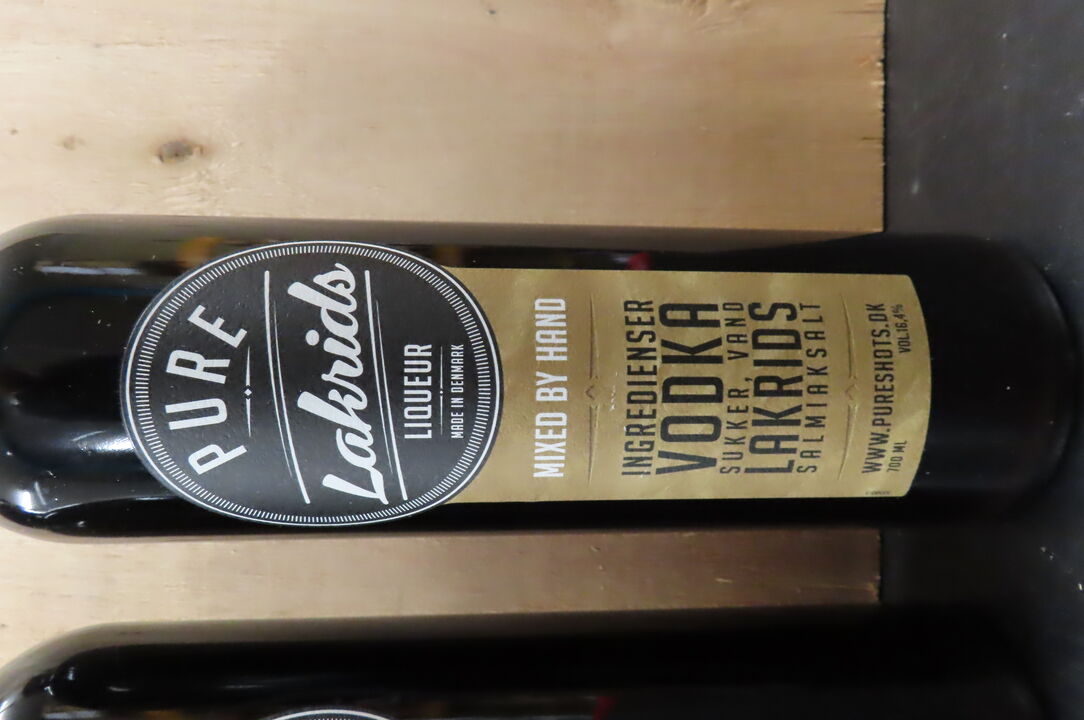 PURE
Lakrids
LIQUEUR
MADE IN DENMARK
MIXED BY HAND
INGREDIENSER
VODKA
SUKKER, VAND
LAKRIDS
SALMIAKSALT
WWW.PURESHOTS.DK
700 ML VOL:16,4%